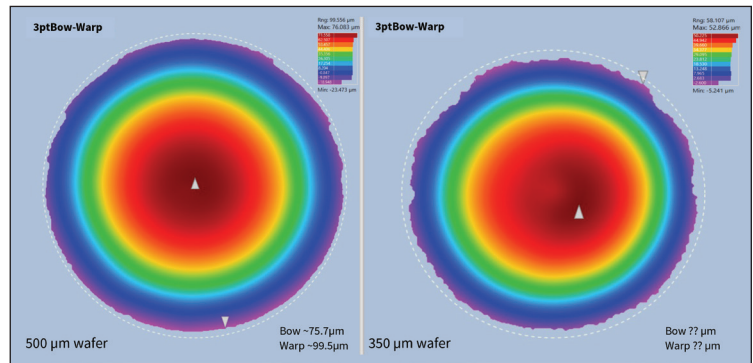 3ptBow-Warp
Rng: 99.556 µm
Max: 76.083 µm
Min: -23.473 µm
500 µm wafer
Bow ~75.7µm
Warp ~99.5µm
3ptBow-Warp
Rng: 58.107 µm
Max: 52.866 µm
Min: -5.241 µm
350 µm wafer
Bow ?? µm
Warp ?? µm